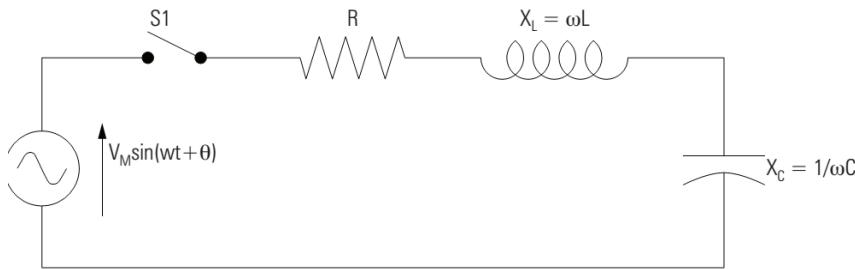 S1
R
X_L = ωL
V_M sin(wt+θ)
X_C = 1/ωC